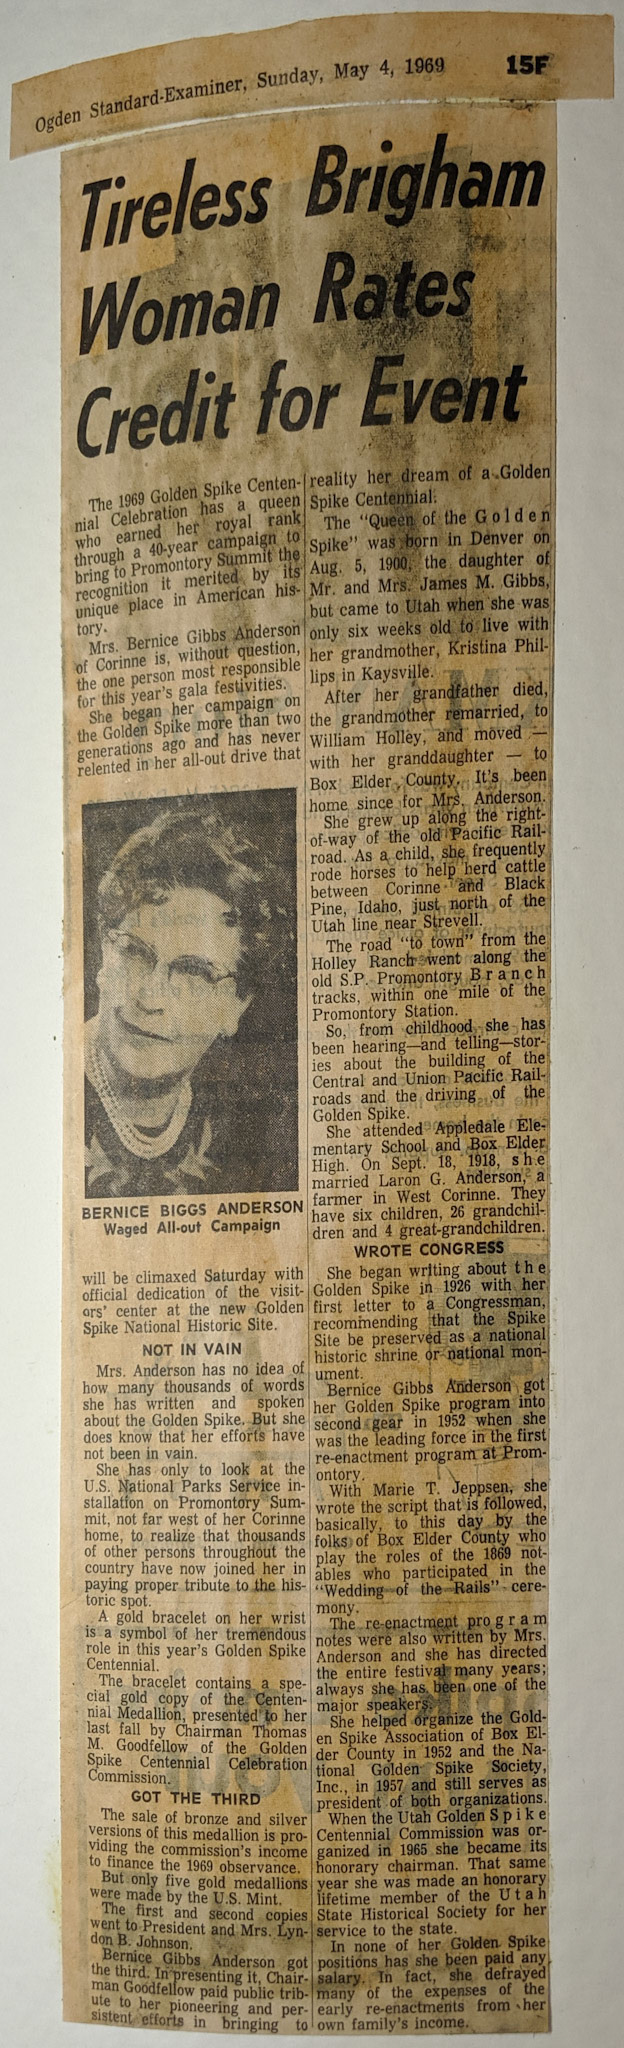 Ogden Standard-Examiner, Sunday, May 4, 1969 15F
Tireless Brigham
Woman Rates
Credit for Event
The 1969 Golden Spike Centen-
nial Celebration has a queen
who earned her royal rank
through a 40-year campaign to
bring to Promontory Summit the
recognition it merited by its
unique place in American his-
tory.
Mrs. Bernice Gibbs Anderson
of Corinne is, without question,
the one person most responsible
for this year's gala festivities.
She began her campaign on
the Golden Spike more than two
generations ago and has never
relented in her all-out drive that
BERNICE BIGGS ANDERSON
Waged All-out Campaign
will be climaxed Saturday with
official dedication of the visit-
ors' center at the new Golden
Spike National Historic Site.
NOT IN VAIN
Mrs. Anderson has no idea of
how many thousands of words
she has written and spoken
about the Golden Spike. But she
does know that her efforts have
not been in vain.
She has only to look at the
U.S. National Parks Service in-
stallation on Promontory Sum-
mit, not far west of her Corinne
home, to realize that thousands
of other persons throughout the
country have now joined her in
paying proper tribute to the his-
toric spot.
A gold bracelet on her wrist
is a symbol of her tremendous
role in this year's Golden Spike
Centennial.
The bracelet contains a spe-
cial gold copy of the Centen-
nial Medallion, presented to her
last fall by Chairman Thomas
M. Goodfellow of the Golden
Spike Centennial Celebration
Commission.
GOT THE THIRD
The sale of bronze and silver
versions of this medallion is pro-
viding the commission's income
to finance the 1969 observance.
But only five gold medallions
were made by the U.S. Mint.
The first and second copies
went to President and Mrs. Lyn-
don B. Johnson.
Bernice Gibbs Anderson got
the third. In presenting it, Chair-
man Goodfellow paid public trib-
ute to her pioneering and per-
sistent efforts in bringing to
reality her dream of a Golden
Spike Centennial.
The "Queen of the Golden
Spike" was born in Denver on
Aug. 5, 1900, the daughter of
Mr. and Mrs. James M. Gibbs,
but came to Utah when she was
only six weeks old to live with
her grandmother, Kristina Phil-
lips in Kaysville.
After her grandfather died,
the grandmother remarried, to
William Holley, and moved —
with her granddaughter — to
Box Elder County. It's been
home since for Mrs. Anderson.
She grew up along the right-
of-way of the old Pacific Rail-
road. As a child, she frequently
rode horses to help herd cattle
between Corinne and Black
Pine, Idaho, just north of the
Utah line near Strevell.
The road "to town" from the
Holley Ranch went along the
old S.P. Promontory Branch
tracks, within one mile of the
Promontory Station.
So, from childhood she has
been hearing—and telling—stor-
ies about the building of the
Central and Union Pacific Rail-
roads and the driving of the
Golden Spike.
She attended Appledale Ele-
mentary School and Box Elder
High. On Sept. 18, 1918, she
married Laron G. Anderson, a
farmer in West Corinne. They
have six children, 26 grandchil-
dren and 4 great-grandchildren.
WROTE CONGRESS
She began writing about the
Golden Spike in 1926 with her
first letter to a Congressman,
recommending that the Spike
Site be preserved as a national
historic shrine or national mon-
ument.
Bernice Gibbs Anderson got
her Golden Spike program into
second gear in 1952 when she
was the leading force in the first
re-enactment program at Prom-
ontory.
With Marie T. Jeppsen, she
wrote the script that is followed,
basically, to this day by the
folks of Box Elder County who
play the roles of the 1869 not-
ables who participated in the
"Wedding of the Rails" cere-
mony.
The re-enactment program
notes were also written by Mrs.
Anderson and she has directed
the entire festival many years;
always she has been one of the
major speakers.
She helped organize the Gold-
en Spike Association of Box El-
der County in 1952 and the Na-
tional Golden Spike Society,
Inc., in 1957 and still serves as
president of both organizations.
When the Utah Golden Spike
Centennial Commission was or-
ganized in 1965 she became its
honorary chairman. That same
year she was made an honorary
lifetime member of the Utah
State Historical Society for her
service to the state.
In none of her Golden Spike
positions has she been paid any
salary. In fact, she defrayed
many of the expenses of the
early re-enactments from her
own family's income.